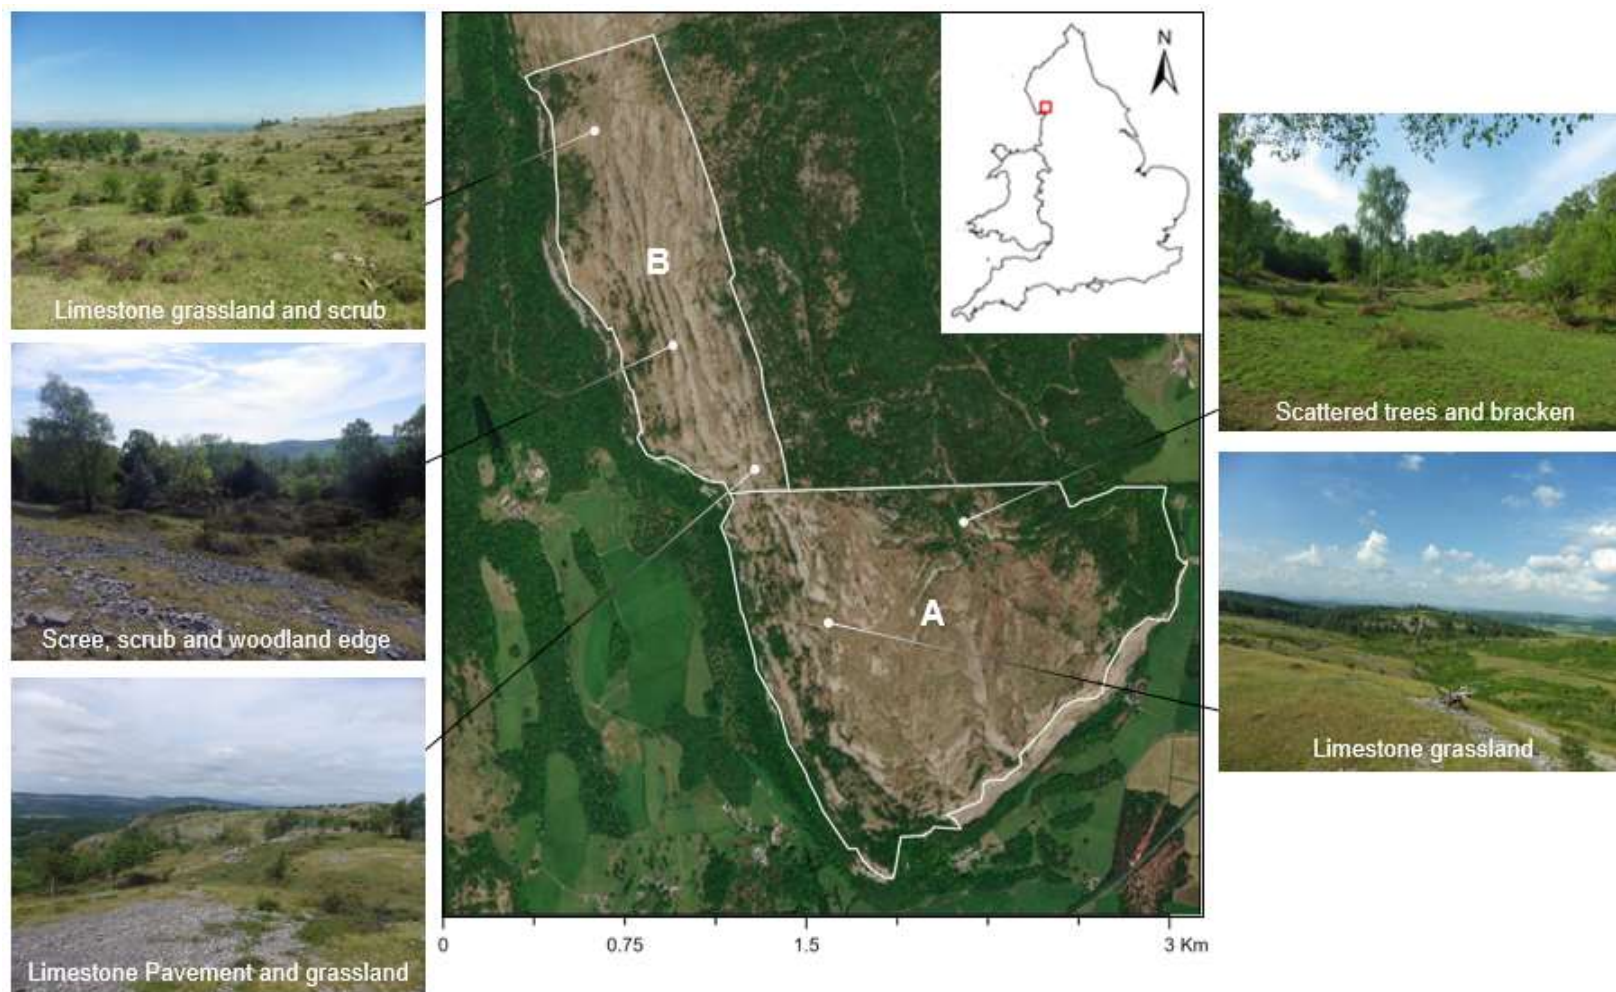 Limestone grassland and scrub
Scree, scrub and woodland edge
Limestone Pavement and grassland
B
A
N
0 0.75 1.5 3 Km
Scattered trees and bracken
Limestone grassland